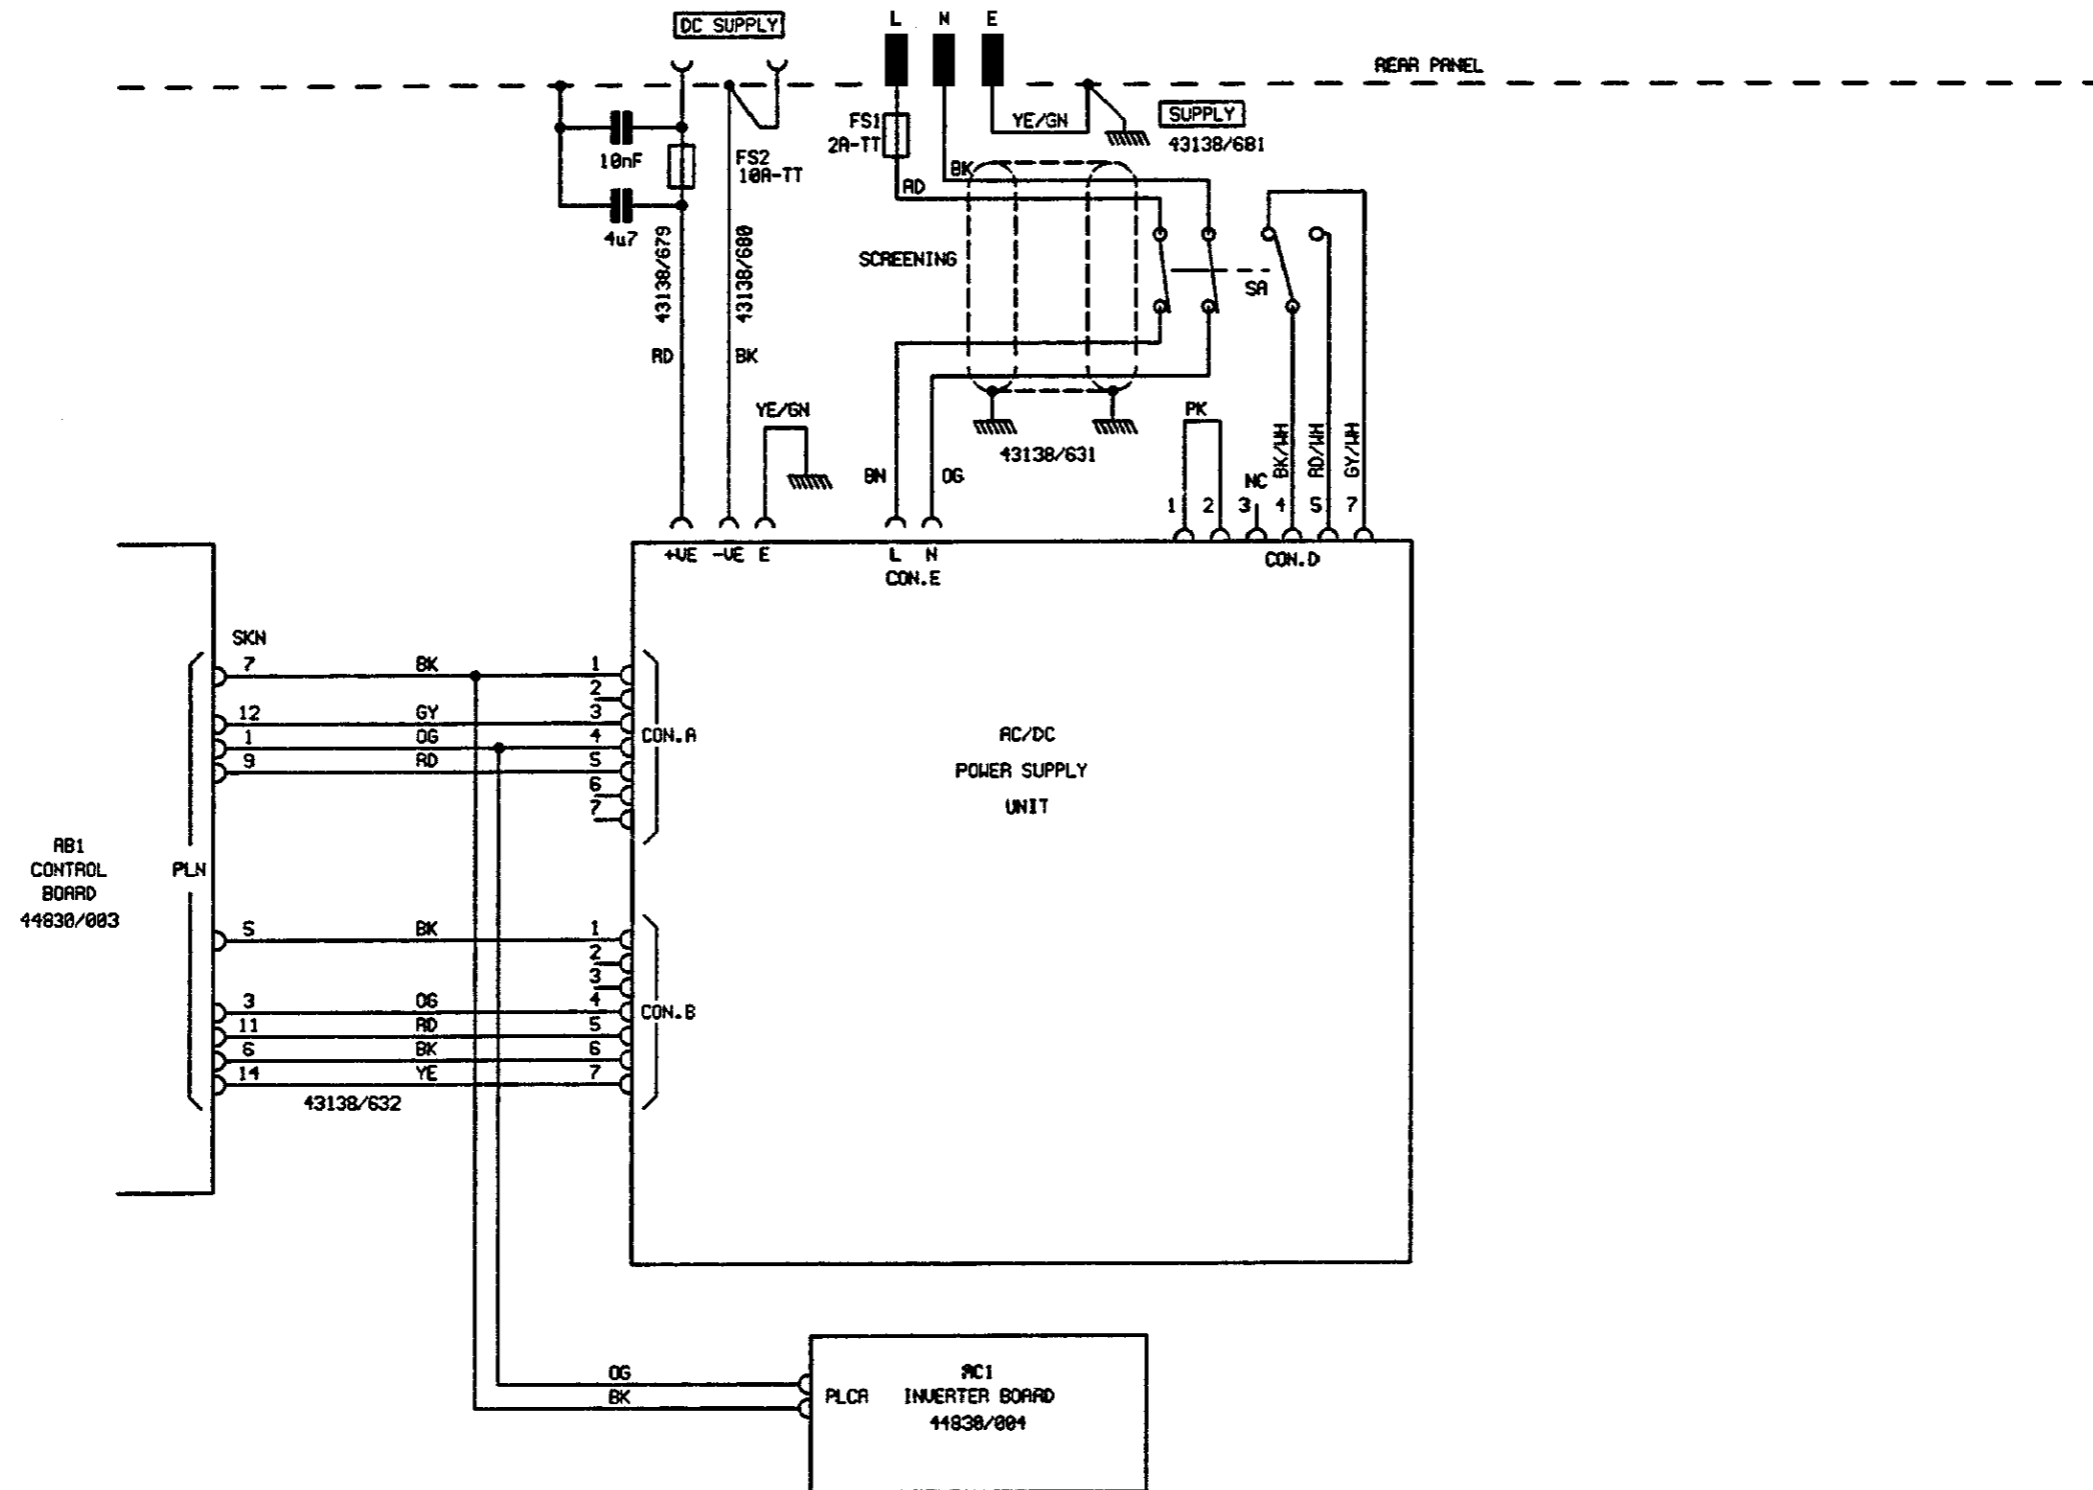 DC SUPPLY
L N E
REAR PANEL
FS1
2A-TT
YE/GN
SUPPLY
43138/681
10nF
FS2
10A-TT
4u7
BK
RD
43138/679
43138/680
SCREENING
SA
RD
BK
YE/GN
43138/631
BN
OG
PK
NC
BK/WH
RD/WH
GY/WH
1 2 3 4 5 7
+VE -VE E
L N
CON.E
CON.D
SKN
7 BK 1
2
12 GY 3
1 OG 4
9 RD 5
6
7
CON.A
AC/DC
POWER SUPPLY
UNIT
AB1
CONTROL
BOARD
44830/003
PLN
5 BK 1
2
3
3 OG 4
11 RD 5
6 BK 6
14 YE 7
CON.B
43138/632
OG
BK
PLCA
AC1
INVERTER BOARD
44830/004